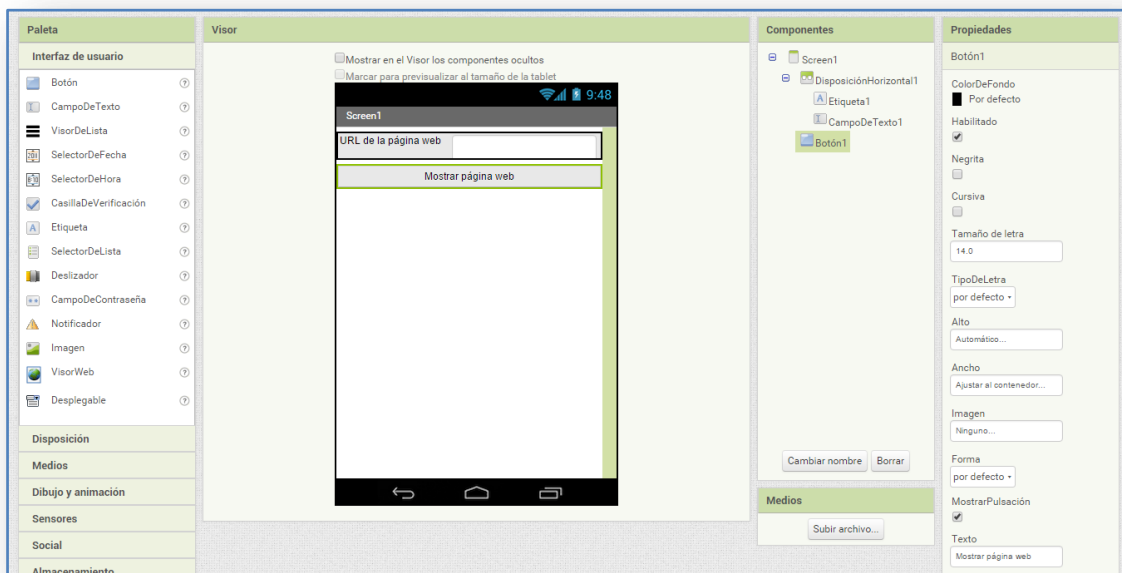 Paleta
Interfaz de usuario
Botón
CampoDeTexto
VisorDeLista
SelectorDeFecha
SelectorDeHora
CasillaDeVerificación
Etiqueta
SelectorDeLista
Deslizador
CampoDeContraseña
Notificador
Imagen
VisorWeb
Desplegable
Disposición
Medios
Dibujo y animación
Sensores
Social
Almacenamiento
Visor
Mostrar en el Visor los componentes ocultos
Marcar para previsualizar al tamaño de la tablet
9:48
Screen1
URL de la página web
Mostrar página web
Componentes
Screen1
DisposiciónHorizontal1
Etiqueta1
CampoDeTexto1
Botón1
Cambiar nombre Borrar
Medios
Subir archivo...
Propiedades
Botón1
ColorDeFondo
Por defecto
Habilitado
Negrita
Cursiva
Tamaño de letra
14.0
TipoDeLetra
por defecto
Alto
Automático...
Ancho
Ajustar al contenedor...
Imagen
Ninguno...
Forma
por defecto
MostrarPulsación
Texto
Mostrar página web